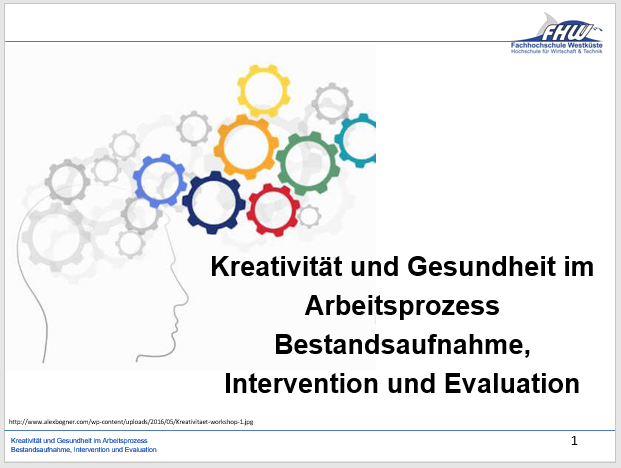 FHW
Fachhochschule Westküste
Hochschule für Wirtschaft & Technik
Kreativität und Gesundheit im
Arbeitsprozess
Bestandsaufnahme,
Intervention und Evaluation
http://www.alexbogner.com/wp-content/uploads/2016/05/Kreativitaet-workshop-1.jpg
Kreativität und Gesundheit im Arbeitsprozess
Bestandsaufnahme, Intervention und Evaluation
1